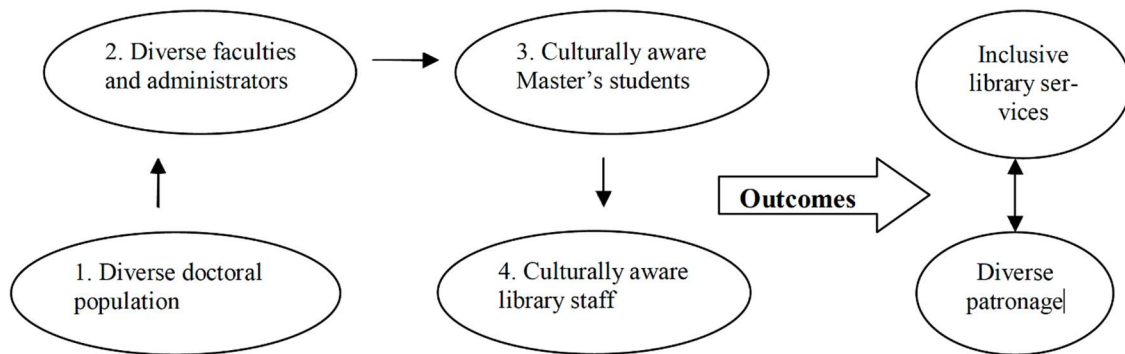 2. Diverse faculties
and administrators
3. Culturally aware
Master's students
Inclusive
library ser-
vices
Outcomes
1. Diverse doctoral
population
4. Culturally aware
library staff
Diverse
patronage